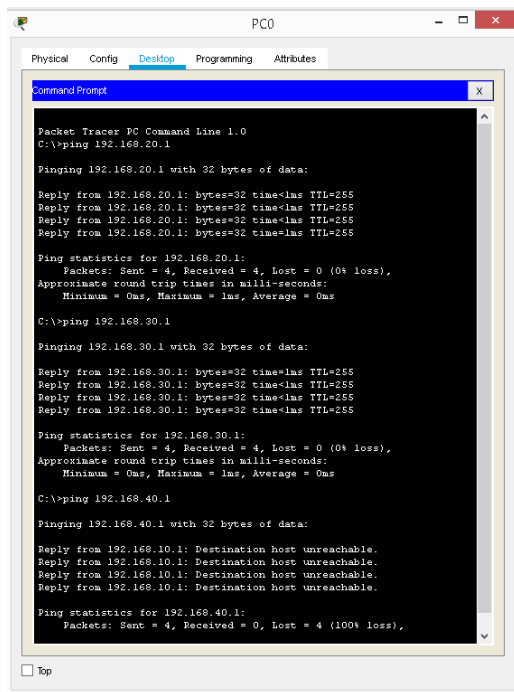 PC0
Physical Config Desktop Programming Attributes
Command Prompt
X
Packet Tracer PC Command Line 1.0
C:\>ping 192.168.20.1
Pinging 192.168.20.1 with 32 bytes of data:
Reply from 192.168.20.1: bytes=32 time<1ms TTL=255
Reply from 192.168.20.1: bytes=32 time<1ms TTL=255
Reply from 192.168.20.1: bytes=32 time<1ms TTL=255
Reply from 192.168.20.1: bytes=32 time=1ms TTL=255
Ping statistics for 192.168.20.1:
Packets: Sent = 4, Received = 4, Lost = 0 (0% loss),
Approximate round trip times in milli-seconds:
Minimum = 0ms, Maximum = 1ms, Average = 0ms
C:\>ping 192.168.30.1
Pinging 192.168.30.1 with 32 bytes of data:
Reply from 192.168.30.1: bytes=32 time=1ms TTL=255
Reply from 192.168.30.1: bytes=32 time<1ms TTL=255
Reply from 192.168.30.1: bytes=32 time<1ms TTL=255
Reply from 192.168.30.1: bytes=32 time<1ms TTL=255
Ping statistics for 192.168.30.1:
Packets: Sent = 4, Received = 4, Lost = 0 (0% loss),
Approximate round trip times in milli-seconds:
Minimum = 0ms, Maximum = 1ms, Average = 0ms
C:\>ping 192.168.40.1
Pinging 192.168.40.1 with 32 bytes of data:
Reply from 192.168.10.1: Destination host unreachable.
Reply from 192.168.10.1: Destination host unreachable.
Reply from 192.168.10.1: Destination host unreachable.
Reply from 192.168.10.1: Destination host unreachable.
Ping statistics for 192.168.40.1:
Packets: Sent = 4, Received = 0, Lost = 4 (100% loss),
Top